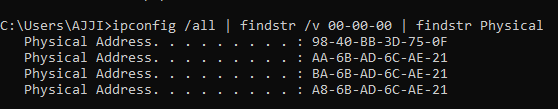 C:\Users\AJJI>ipconfig /all | findstr /v 00-00-00 | findstr Physical
   Physical Address. . . . . . . . . : 98-40-BB-3D-75-0F
   Physical Address. . . . . . . . . : AA-6B-AD-6C-AE-21
   Physical Address. . . . . . . . . : BA-6B-AD-6C-AE-21
   Physical Address. . . . . . . . . : A8-6B-AD-6C-AE-21